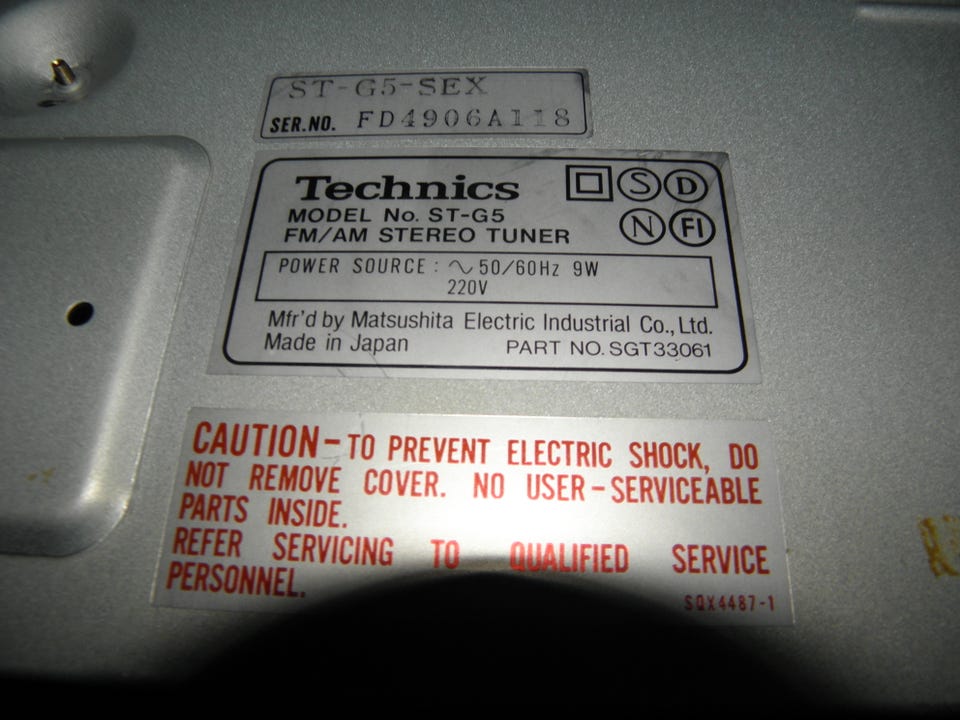 ST-G5-SEX
SER.NO. FD4906A118
Technics
S D
MODEL No. ST-G5
N FI
FM/AM STEREO TUNER
POWER SOURCE : ∿ 50/60Hz 9W
220V
Mfr'd by Matsushita Electric Industrial Co., Ltd.
Made in Japan PART NO. SGT33061
CAUTION – TO PREVENT ELECTRIC SHOCK, DO
NOT REMOVE COVER. NO USER – SERVICEABLE
PARTS INSIDE.
REFER SERVICING TO QUALIFIED SERVICE
PERSONNEL.
SQX4487-1